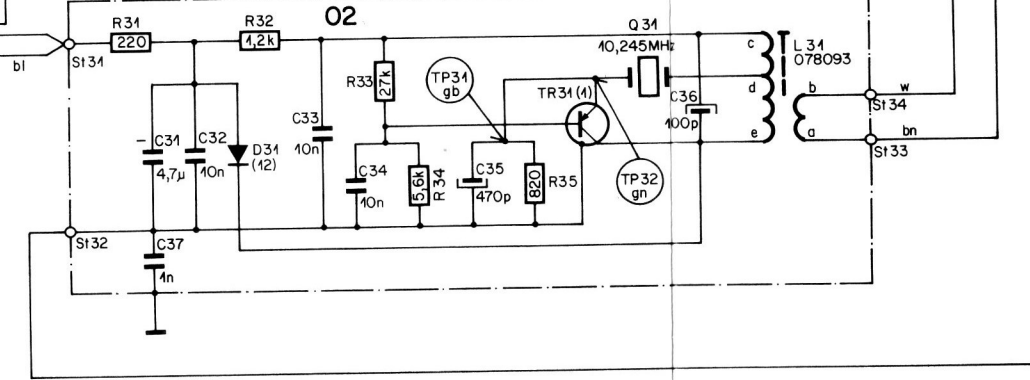 O2
bl
St31
R31
220
R32
1,2k
C31
4,7µ
C32
10n
D31
(12)
C33
10n
R33
27k
C34
10n
5,6k
R34
TP31
gb
C35
470p
820
R35
TR31(1)
Q31
10,245MHz
TP32
gn
C36
100p
c
d
e
L31
078093
b
a
w
St34
bn
St33
St32
C37
1n